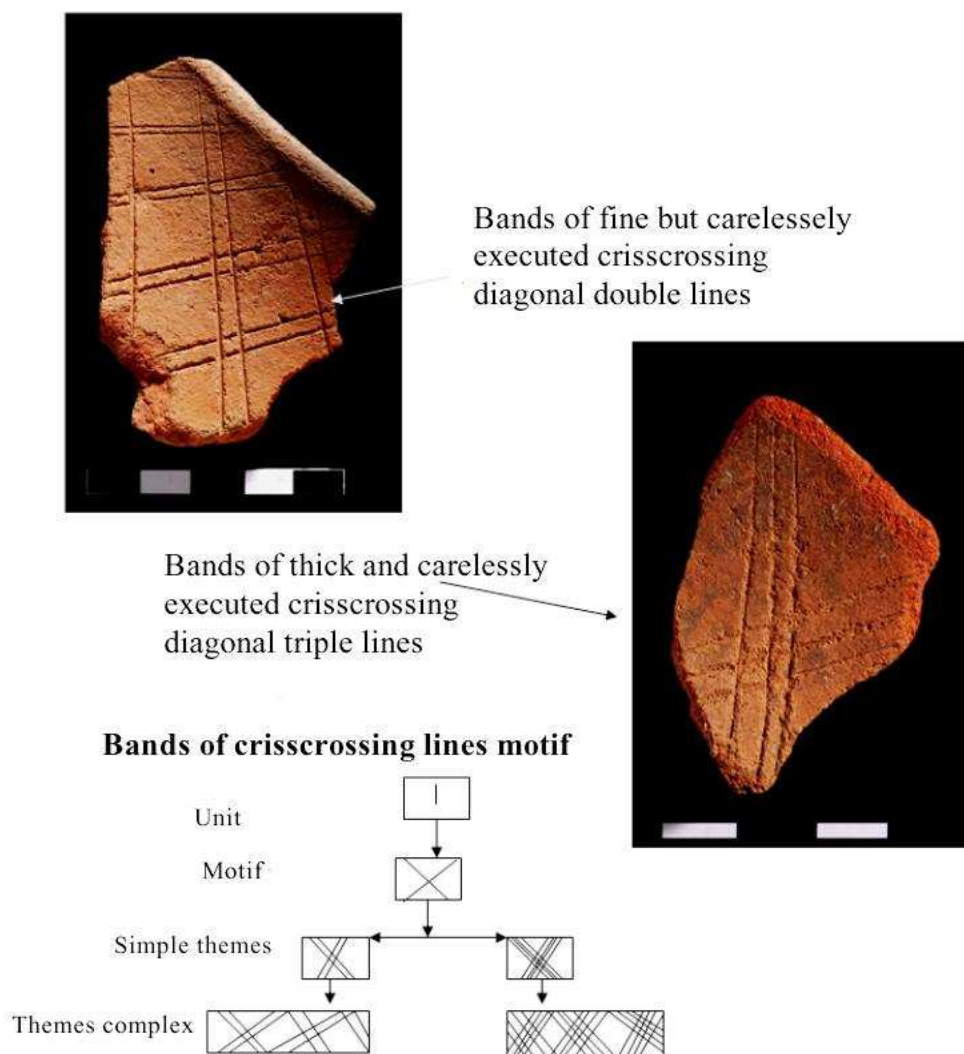 Bands of fine but carelessely
executed crisscrossing
diagonal double lines
Bands of thick and carelessly
executed crisscrossing
diagonal triple lines
Bands of crisscrossing lines motif
Unit
Motif
Simple themes
Themes complex